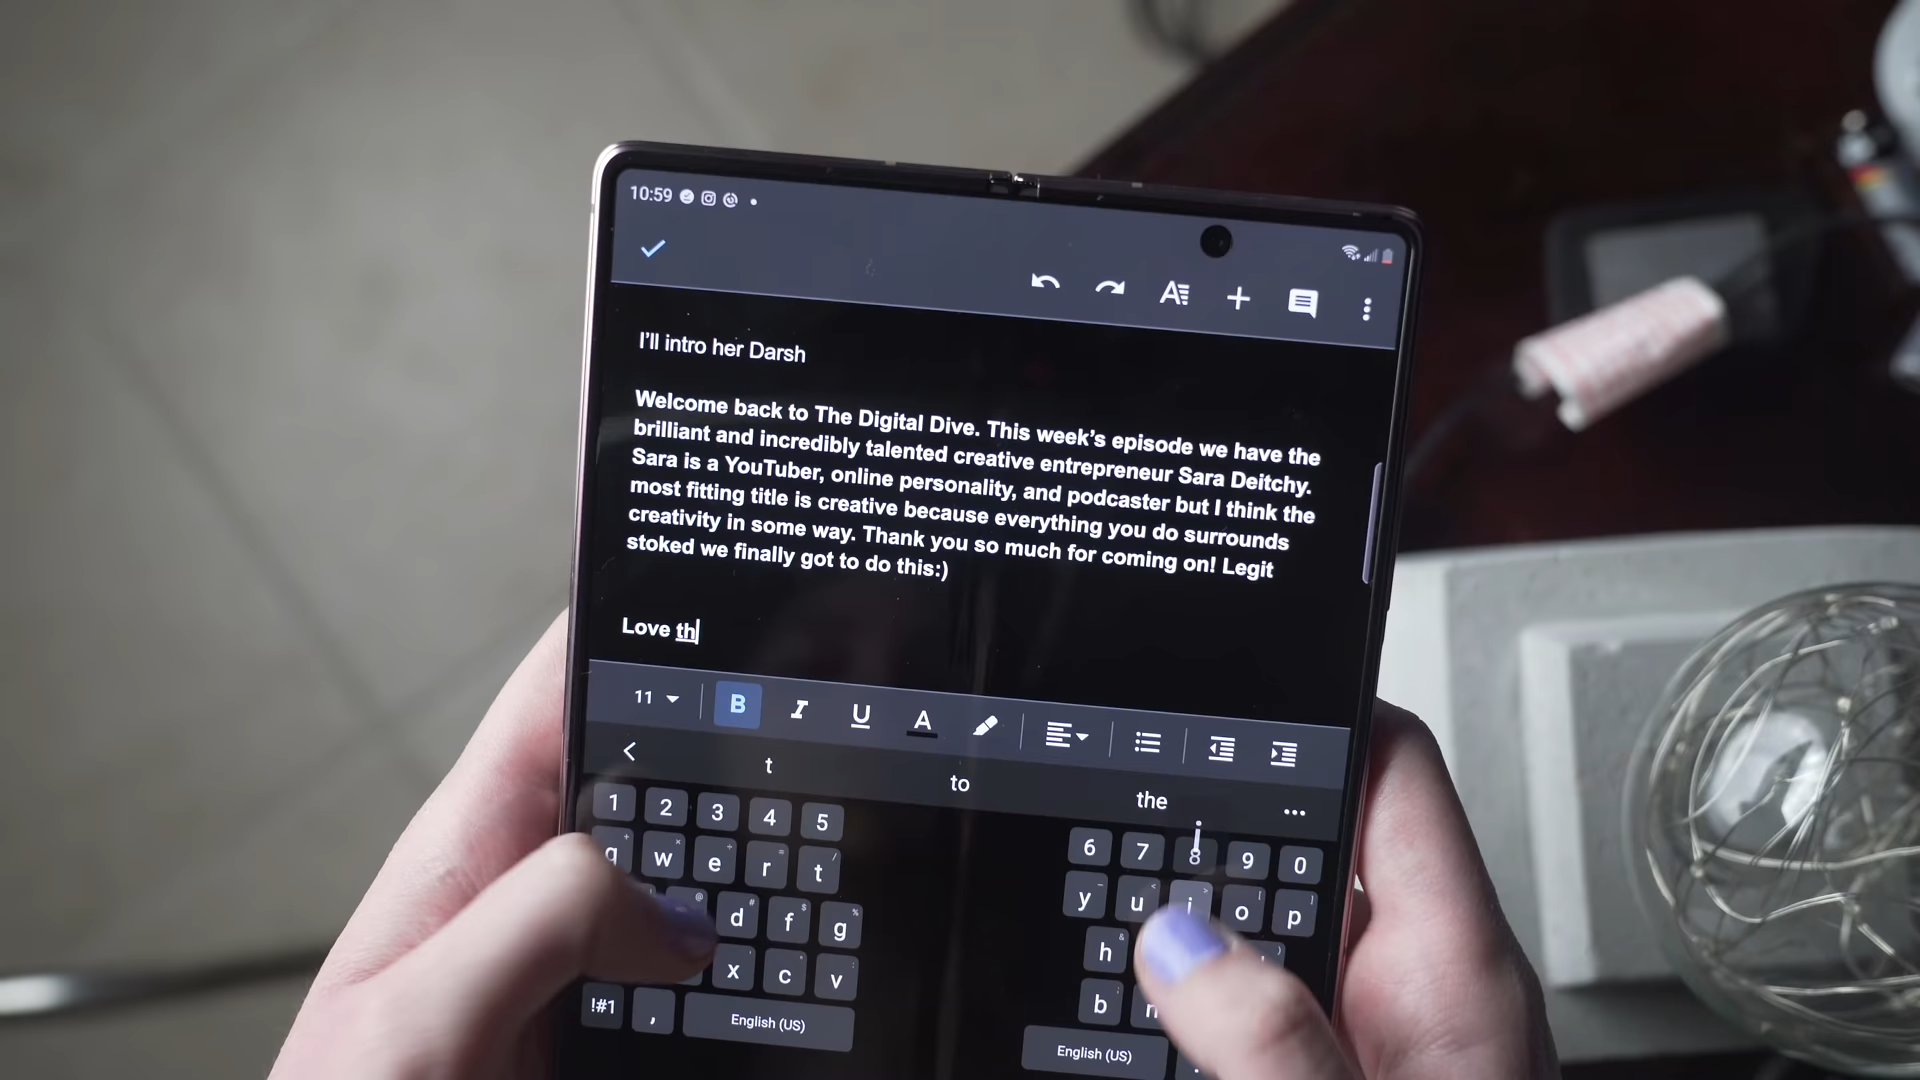 10:59
I'll intro her Darsh
Welcome back to The Digital Dive. This week's episode we have the
brilliant and incredibly talented creative entrepreneur Sara Deitchy.
Sara is a YouTuber, online personality, and podcaster but I think the
most fitting title is creative because everything you do surrounds
creativity in some way. Thank you so much for coming on! Legit
stoked we finally got to do this:)
Love th
11 B I U A
t to the ...
1 2 3 4 5 6 7 8 9 0
q w e r t y u i o p
d f g h
x c v b n
!#1 , English (US) English (US) .